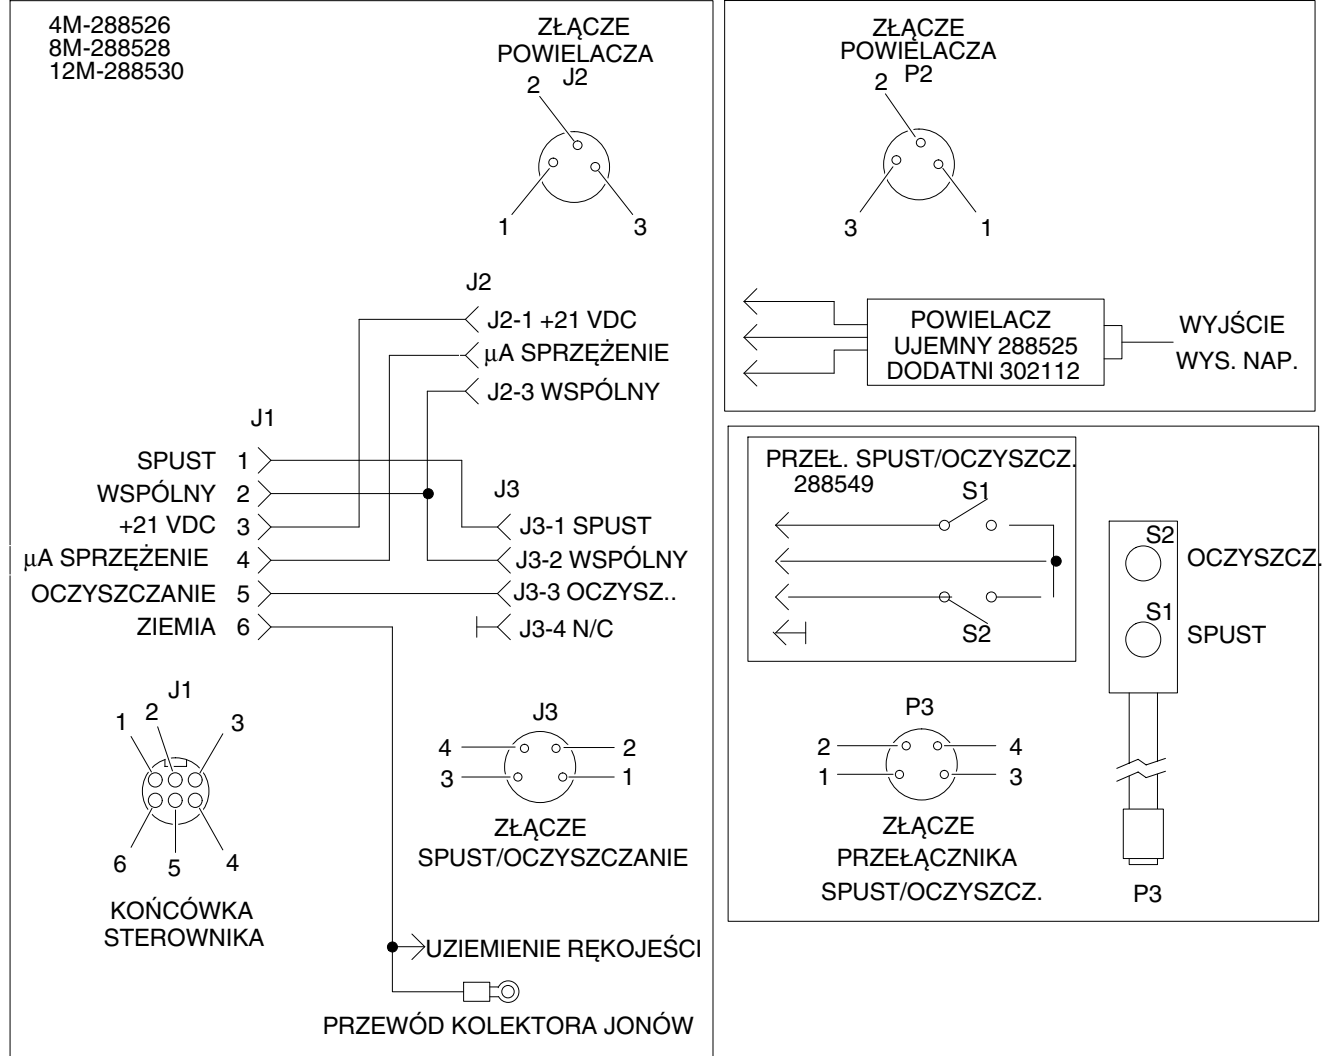 4M-288526
8M-288528
12M-288530
ZŁĄCZE
POWIELACZA
J2
2
1
3
J2
J2-1 +21 VDC
µA SPRZĘŻENIE
J2-3 WSPÓLNY
J1
SPUST 1
WSPÓLNY 2
+21 VDC 3
µA SPRZĘŻENIE 4
OCZYSZCZANIE 5
ZIEMIA 6
J3
J3-1 SPUST
J3-2 WSPÓLNY
J3-3 OCZYSZ..
J3-4 N/C
J1
1 2 3
6 5 4
KOŃCÓWKA
STEROWNIKA
J3
4 2
3 1
ZŁĄCZE
SPUST/OCZYSZCZANIE
UZIEMIENIE RĘKOJEŚCI
PRZEWÓD KOLEKTORA JONÓW
ZŁĄCZE
POWIELACZA
P2
2
3 1
POWIELACZ
UJEMNY 288525
DODATNI 302112
WYJŚCIE
WYS. NAP.
PRZEŁ. SPUST/OCZYSZCZ.
288549
S1
S2
S2
OCZYSZCZ.
S1
SPUST
P3
2 4
1 3
ZŁĄCZE
PRZEŁĄCZNIKA
SPUST/OCZYSZCZ.
P3